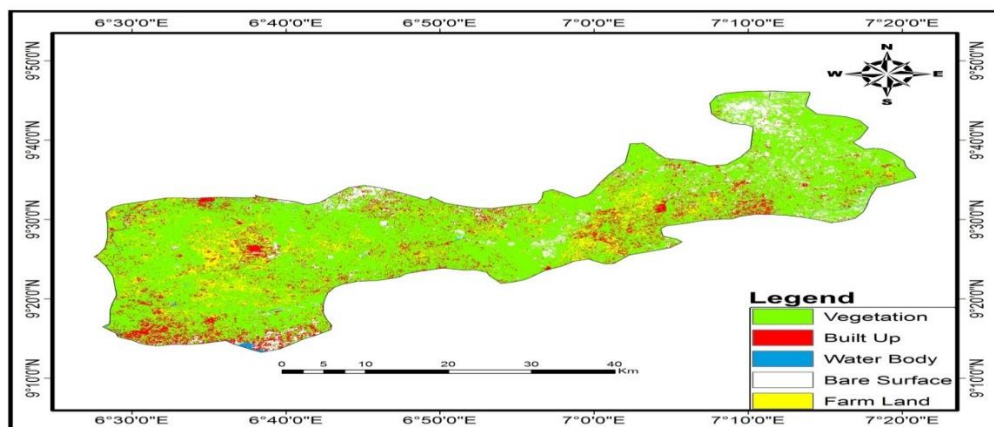 6°30'0"E 6°40'0"E 6°50'0"E 7°0'0"E 7°10'0"E 7°20'0"E
9°50'0"N 9°50'0"N
N
W E
S
9°40'0"N 9°40'0"N
9°30'0"N 9°30'0"N
9°20'0"N 9°20'0"N
9°10'0"N 9°10'0"N
Legend
Vegetation
Built Up
Water Body
Bare Surface
Farm Land
0 5 10 20 30 40
Km
6°30'0"E 6°40'0"E 6°50'0"E 7°0'0"E 7°10'0"E 7°20'0"E